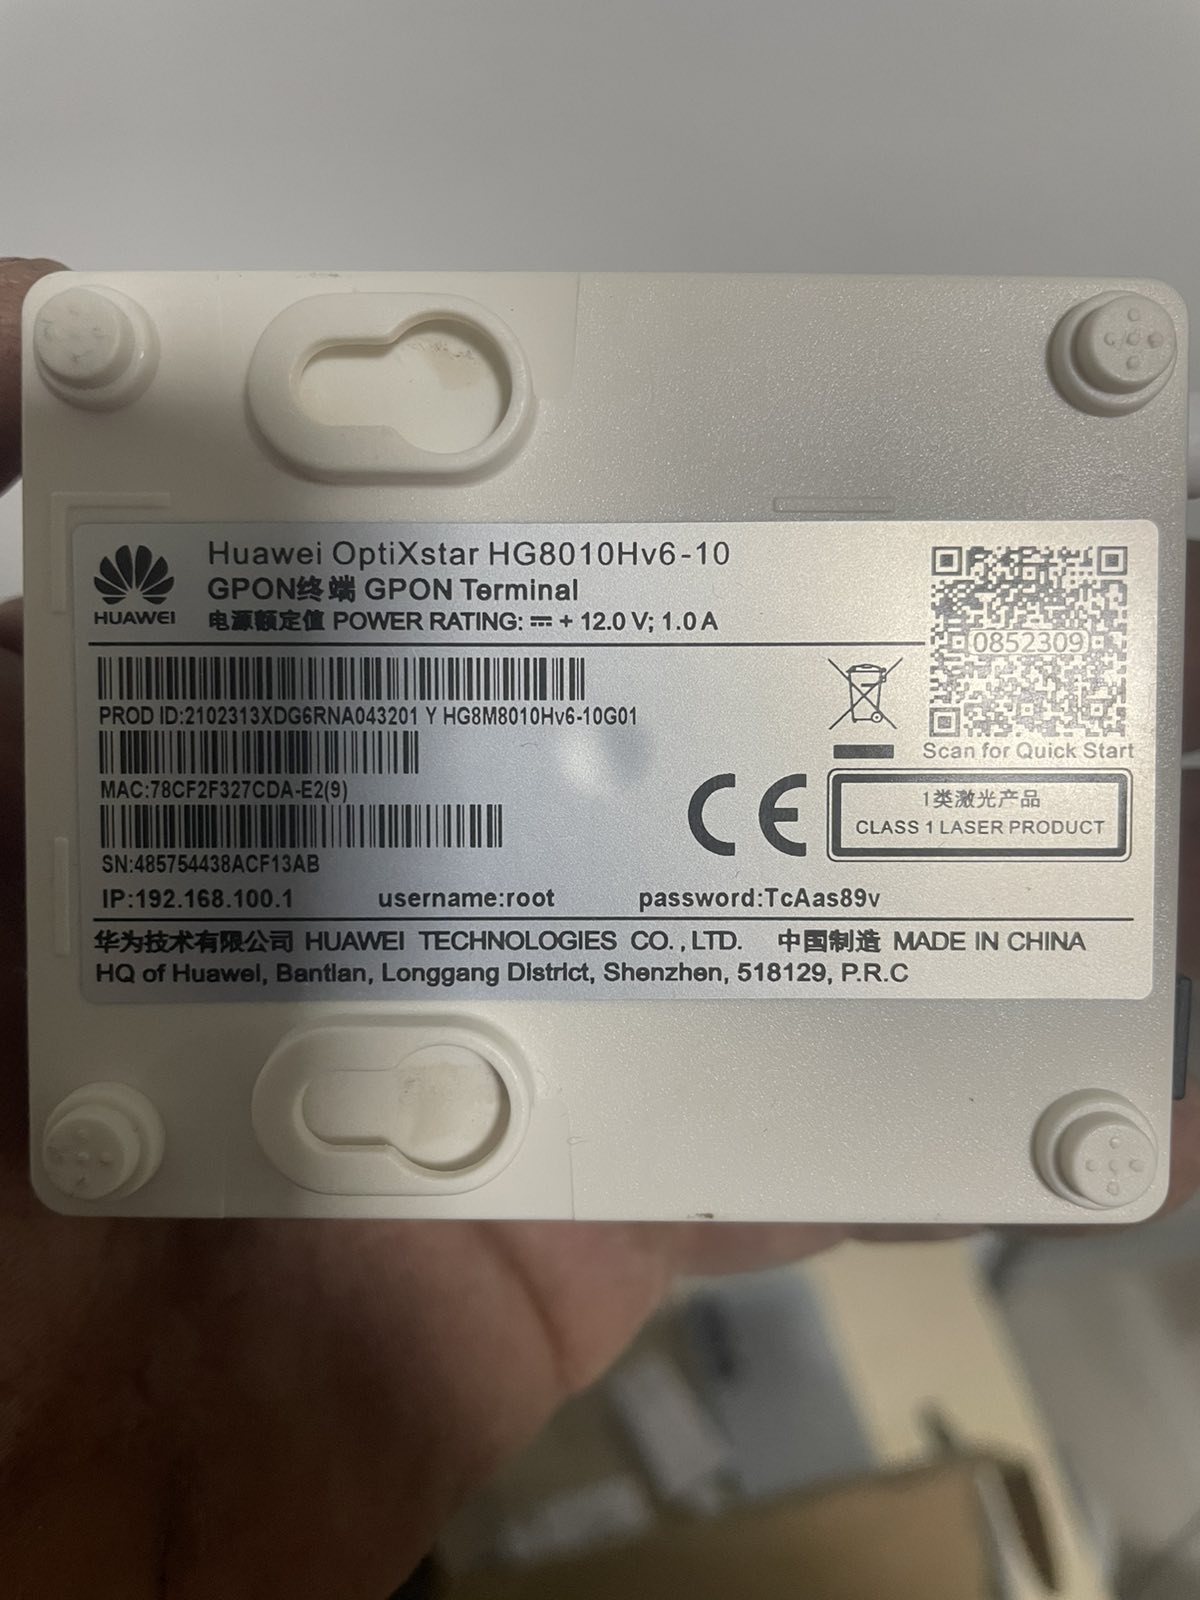 HUAWEI
Huawei OptiXstar HG8010Hv6-10
GPON终端 GPON Terminal
电源额定值 POWER RATING: ⎓ + 12.0 V; 1.0 A
0852309
Scan for Quick Start
PROD ID:2102313XDG6RNA043201 Y HG8M8010Hv6-10G01
MAC:78CF2F327CDA-E2(9)
SN:485754438ACF13AB
CE
1类激光产品
CLASS 1 LASER PRODUCT
IP:192.168.100.1 username:root password:TcAas89v
华为技术有限公司 HUAWEI TECHNOLOGIES CO.,LTD. 中国制造 MADE IN CHINA
HQ of Huawei, Bantian, Longgang District, Shenzhen, 518129, P.R.C